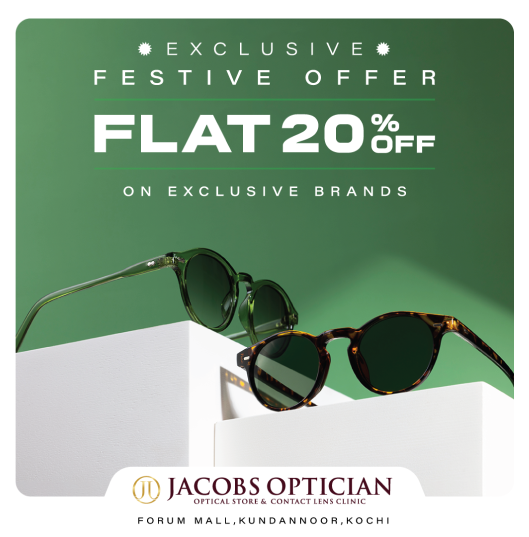 EXCLUSIVE
FESTIVE OFFER
FLAT 20% OFF
ON EXCLUSIVE BRANDS
JACOBS OPTICIAN
OPTICAL STORE & CONTACT LENS CLINIC
FORUM MALL,KUNDANNOOR,KOCHI